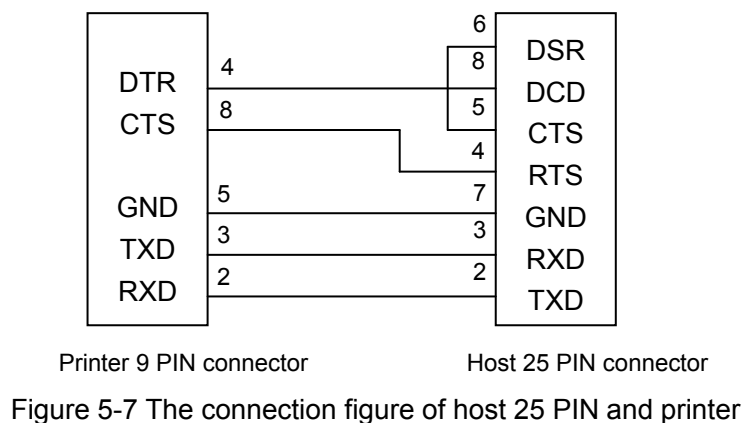 6
DSR
DTR
4
8
DCD
CTS
8
5
CTS
4
RTS
GND
5
7
GND
TXD
3
3
RXD
RXD
2
2
TXD
Printer 9 PIN connector
Host 25 PIN connector
Figure 5-7 The connection figure of host 25 PIN and printer